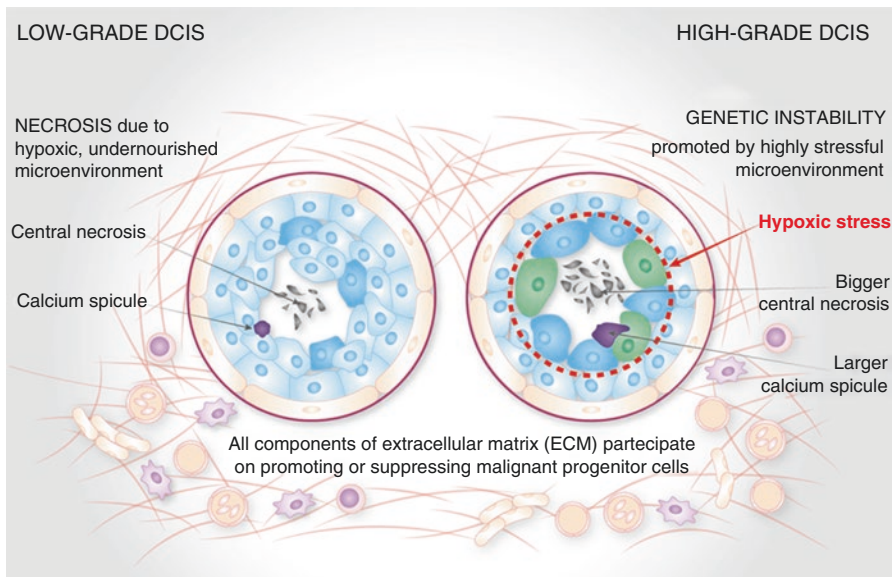 LOW-GRADE DCIS
HIGH-GRADE DCIS
NECROSIS due to
hypoxic, undernourished
microenvironment
Central necrosis
Calcium spicule
GENETIC INSTABILITY
promoted by highly stressful
microenvironment
Hypoxic stress
Bigger
central necrosis
Larger
calcium spicule
All components of extracellular matrix (ECM) partecipate
on promoting or suppressing malignant progenitor cells